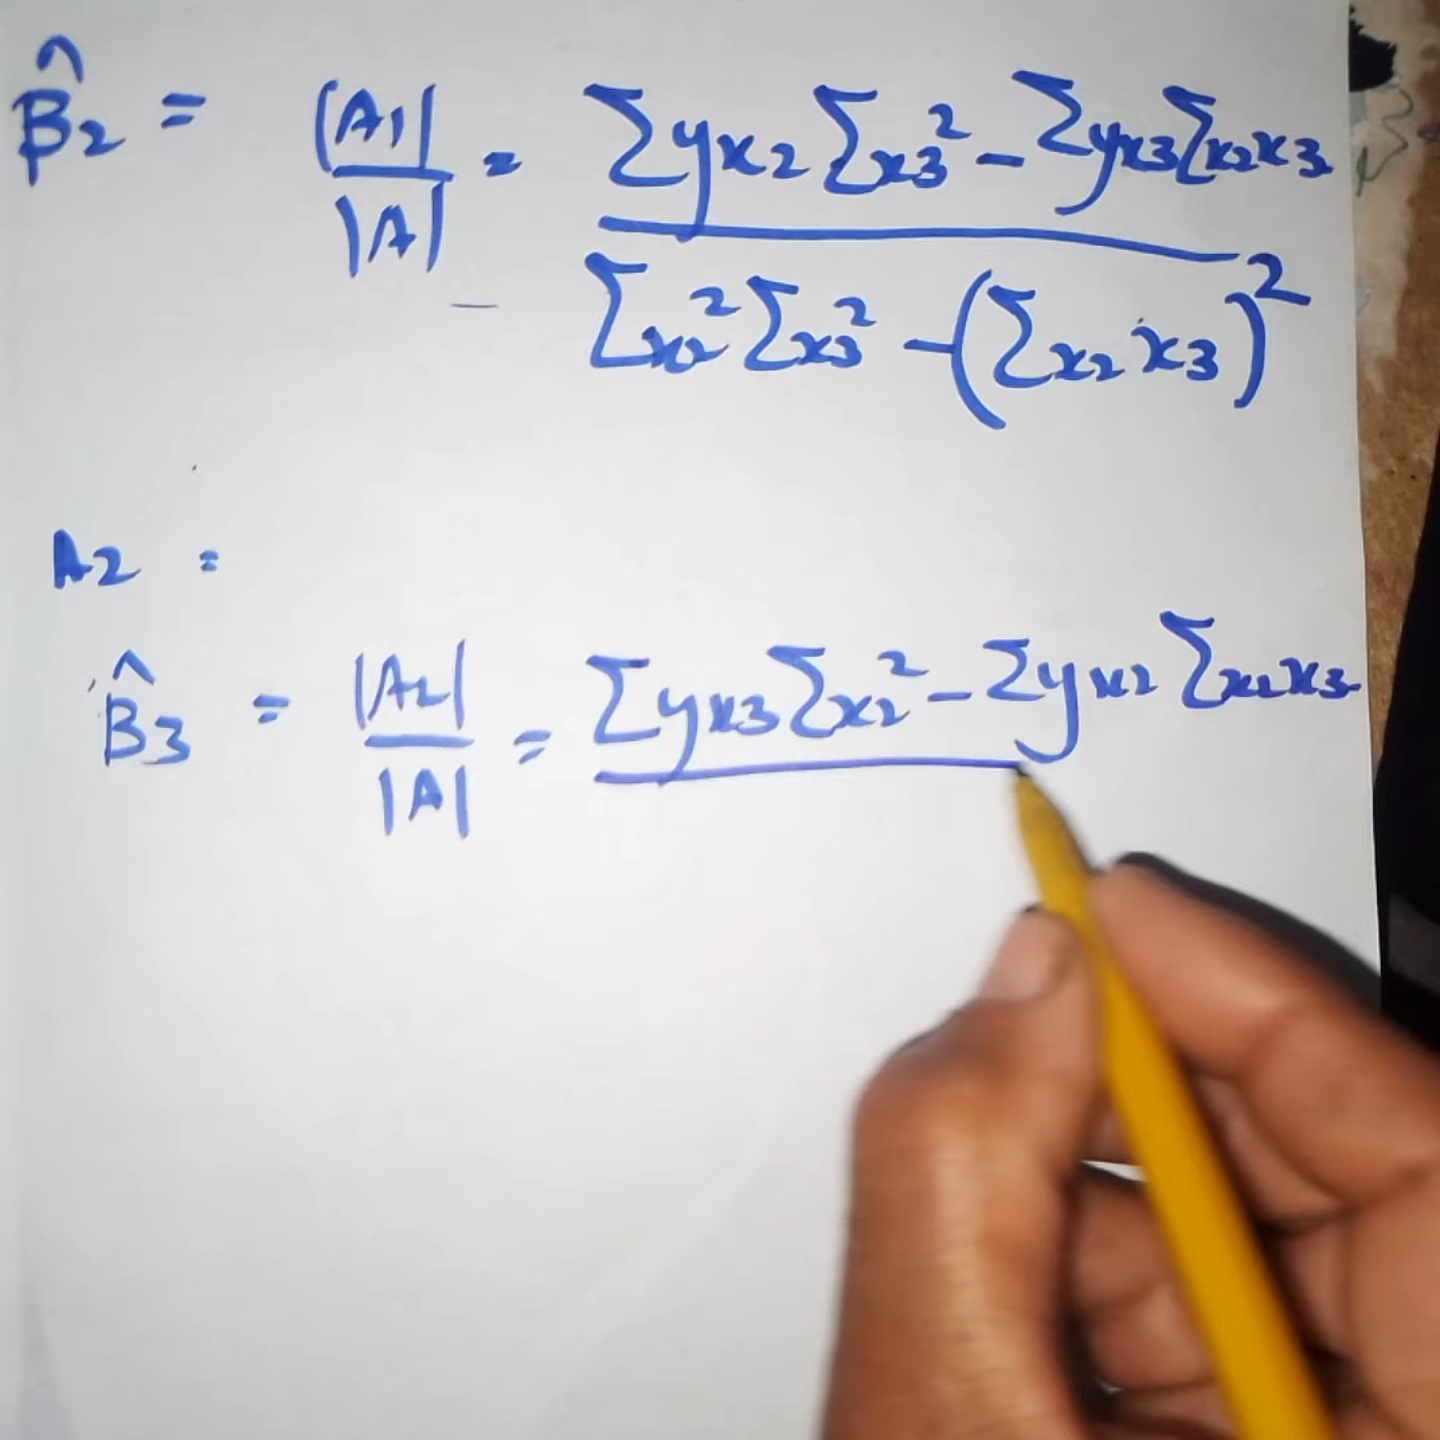 B̂2 = |A1| / |A| = Σyx2 Σx3² - Σyx3 Σx2x3 / Σx2² Σx3² - (Σx2x3)²
A2 =
B̂3 = |A2| / |A| = Σyx3 Σx2² - Σyx2 Σx2x3